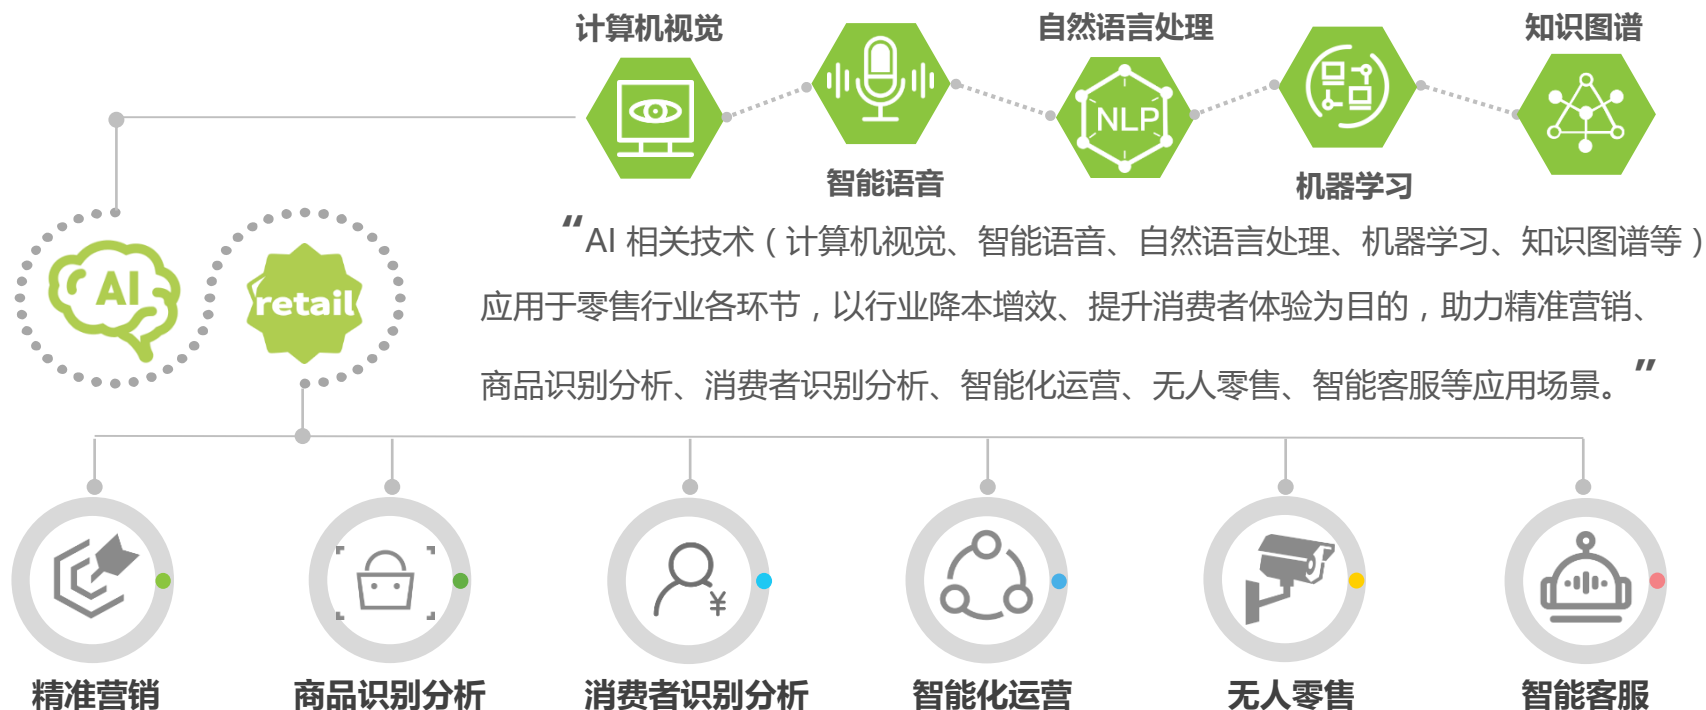 计算机视觉
自然语言处理
知识图谱
NLP
智能语音
机器学习
“AI 相关技术（计算机视觉、智能语音、自然语言处理、机器学习、知识图谱等）
应用于零售行业各环节，以行业降本增效、提升消费者体验为目的，助力精准营销、
商品识别分析、消费者识别分析、智能化运营、无人零售、智能客服等应用场景。”
AI
retail
¥
精准营销
商品识别分析
消费者识别分析
智能化运营
无人零售
智能客服